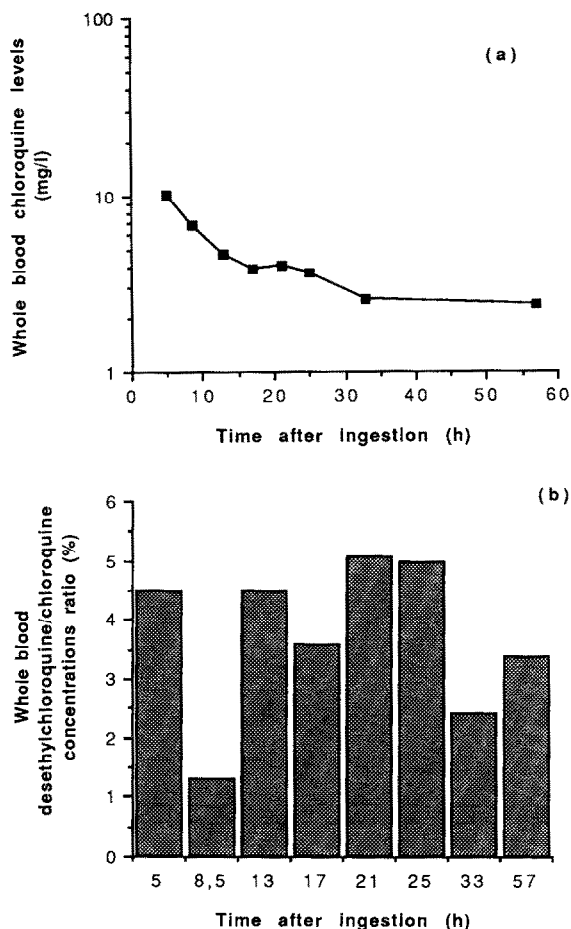 100
(a)
Whole blood chloroquine levels
(mg/l)
10
1
0 10 20 30 40 50 60
Time after ingestion (h)
(b)
Whole blood
desethylchloroquine/chloroquine
concentrations ratio (%)
6
5
4
3
2
1
0
5 8,5 13 17 21 25 33 57
Time after ingestion (h)